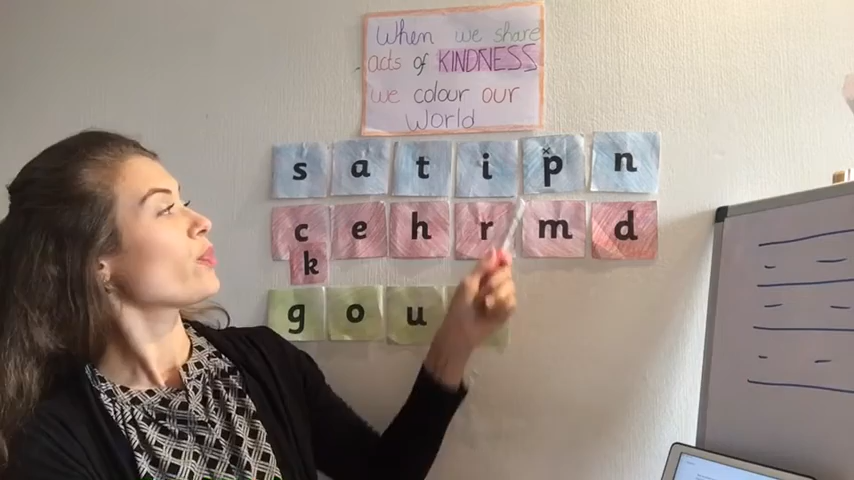 When we share
acts of KINDNESS
we colour our
World
s a t i p n
c e h r m d
k
g o u